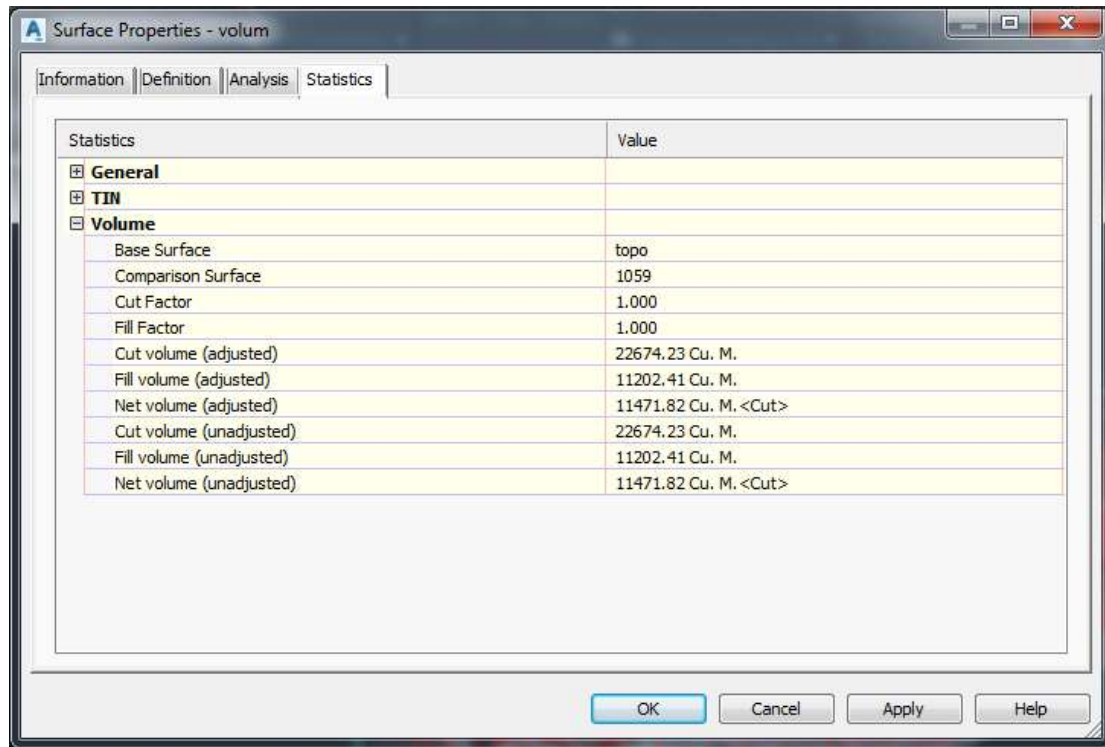 Surface Properties - volum
Information Definition Analysis Statistics
Statistics Value
General
TIN
Volume
Base Surface topo
Comparison Surface 1059
Cut Factor 1.000
Fill Factor 1.000
Cut volume (adjusted) 22674.23 Cu. M.
Fill volume (adjusted) 11202.41 Cu. M.
Net volume (adjusted) 11471.82 Cu. M.<Cut>
Cut volume (unadjusted) 22674.23 Cu. M.
Fill volume (unadjusted) 11202.41 Cu. M.
Net volume (unadjusted) 11471.82 Cu. M.<Cut>
OK Cancel Apply Help